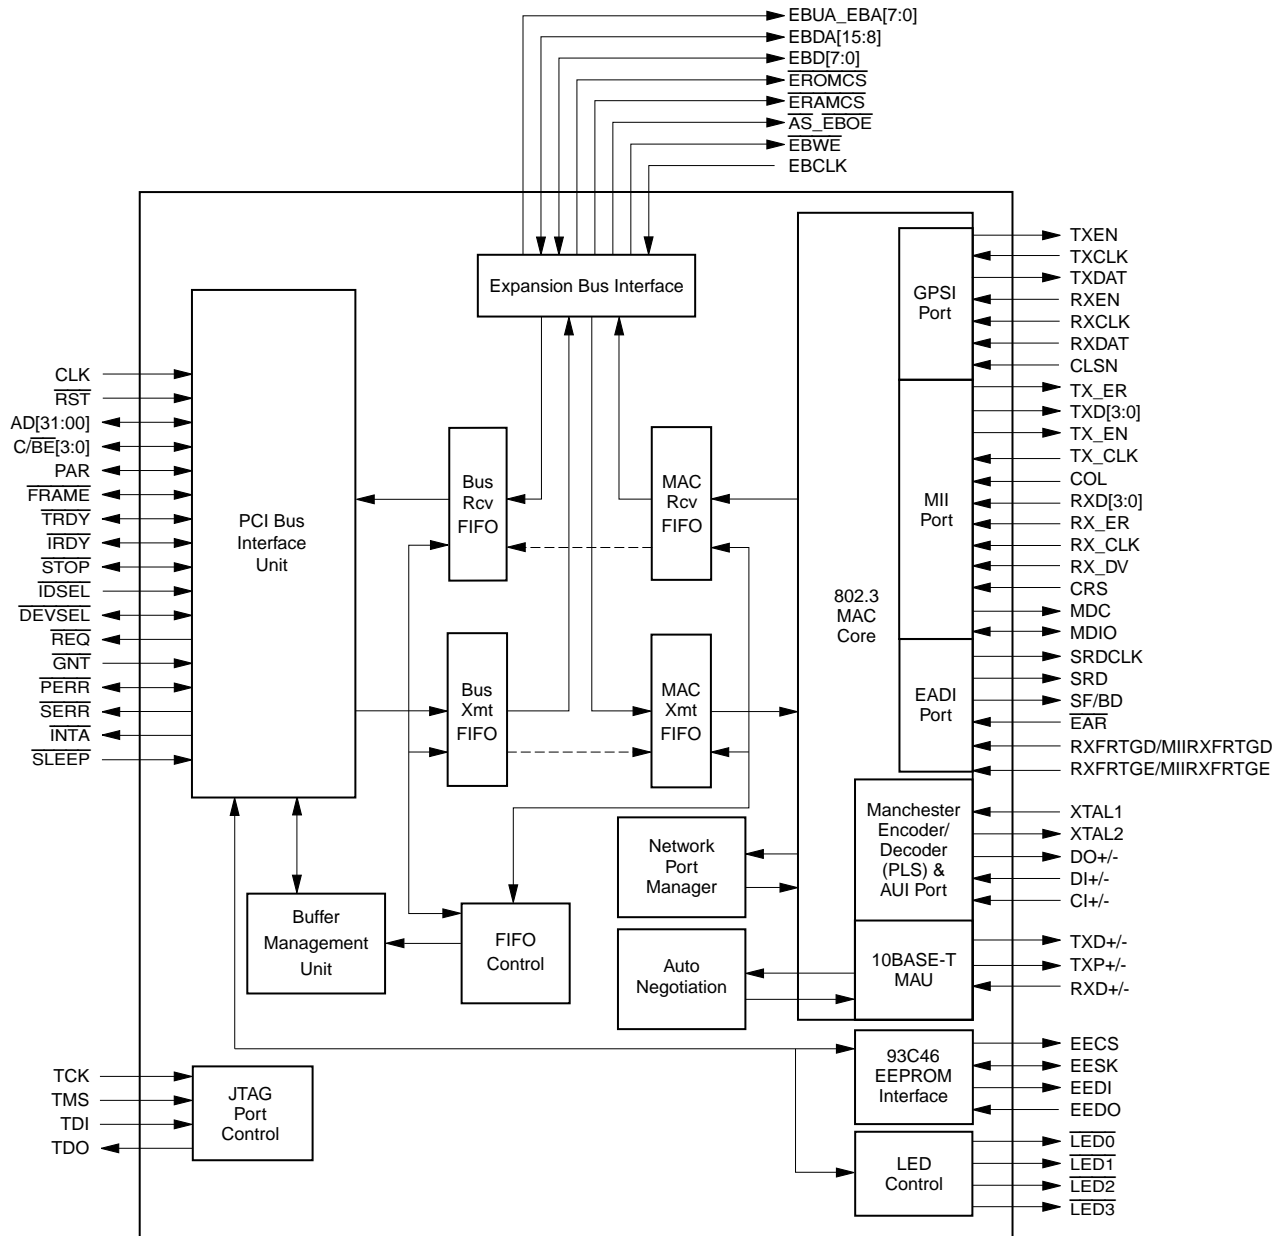 EBUA_EBA[7:0]
EBDA[15:8]
EBD[7:0]
EROMCS
ERAMCS
AS_EBOE
EBWE
EBCLK
Expansion Bus Interface
CLK
RST
AD[31:00]
C/BE[3:0]
PAR
FRAME
TRDY
IRDY
STOP
IDSEL
DEVSEL
REQ
GNT
PERR
SERR
INTA
SLEEP
PCI Bus
Interface
Unit
Bus
Rcv
FIFO
MAC
Rcv
FIFO
Bus
Xmt
FIFO
MAC
Xmt
FIFO
802.3
MAC
Core
GPSI
Port
MII
Port
EADI
Port
Manchester
Encoder/
Decoder
(PLS) &
AUI Port
10BASE-T
MAU
TXEN
TXCLK
TXDAT
RXEN
RXCLK
RXDAT
CLSN
TX_ER
TXD[3:0]
TX_EN
TX_CLK
COL
RXD[3:0]
RX_ER
RX_CLK
RX_DV
CRS
MDC
MDIO
SRDCLK
SRD
SF/BD
EAR
RXFRTGD/MIIRXFRTGD
RXFRTGE/MIIRXFRTGE
XTAL1
XTAL2
DO+/-
DI+/-
CI+/-
TXD+/-
TXP+/-
RXD+/-
Network
Port
Manager
Auto
Negotiation
Buffer
Management
Unit
FIFO
Control
93C46
EEPROM
Interface
EECS
EESK
EEDI
EEDO
LED
Control
LED0
LED1
LED2
LED3
TCK
TMS
TDI
TDO
JTAG
Port
Control